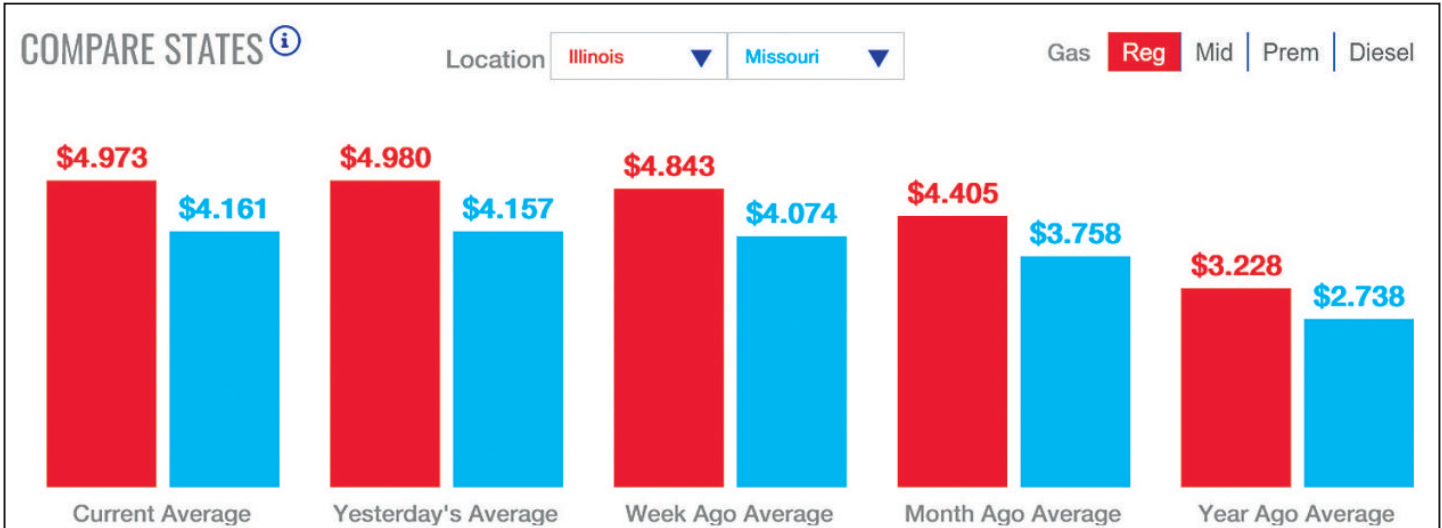 COMPARE STATES i
Location Illinois Missouri
Gas Reg Mid Prem Diesel
$4.973 $4.161
$4.980 $4.157
$4.843 $4.074
$4.405 $3.758
$3.228 $2.738
Current Average Yesterday's Average Week Ago Average Month Ago Average Year Ago Average